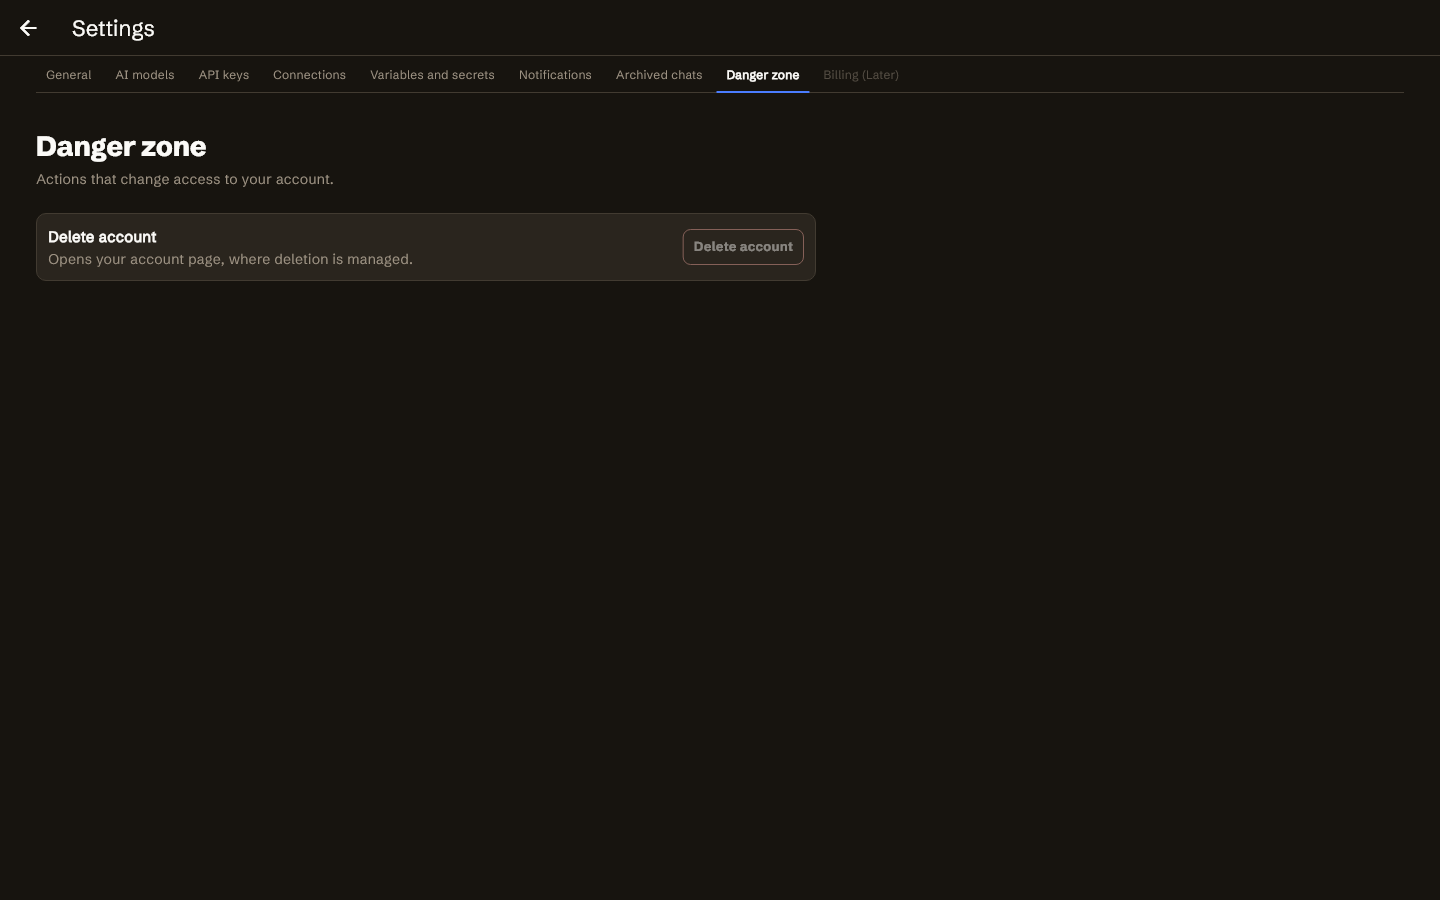 Settings
General
AI models
API keys
Connections
Variables and secrets
Notifications
Archived chats
Danger zone
Billing (Later)
Danger zone
Actions that change access to your account.
Delete account
Opens your account page, where deletion is managed.
Delete account